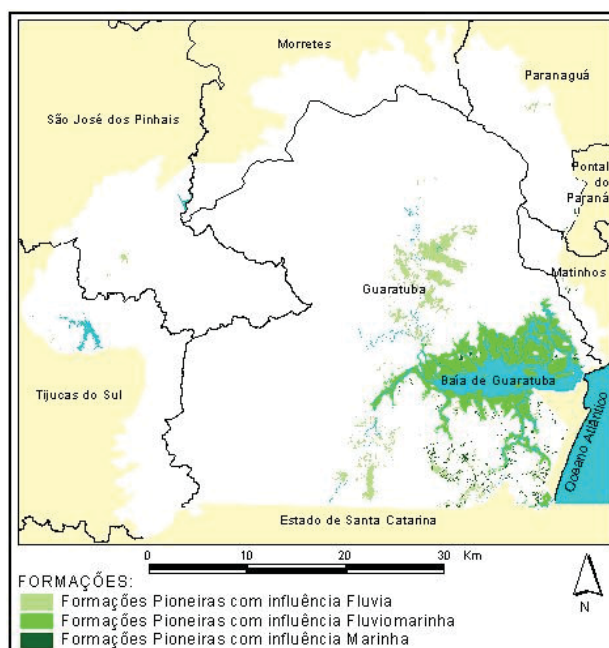 Morretes
Paranaguá
São José dos Pinhais
Pontal
do
Paraná
Matinhos
Guaratuba
Baía de Guaratuba
Tijucas do Sul
Oceano Atlântico
Estado de Santa Catarina
0 10 20 30 Km
FORMAÇÕES:
Formações Pioneiras com influência Fluvia
Formações Pioneiras com influência Fluviomarinha
Formações Pioneiras com influência Marinha
N